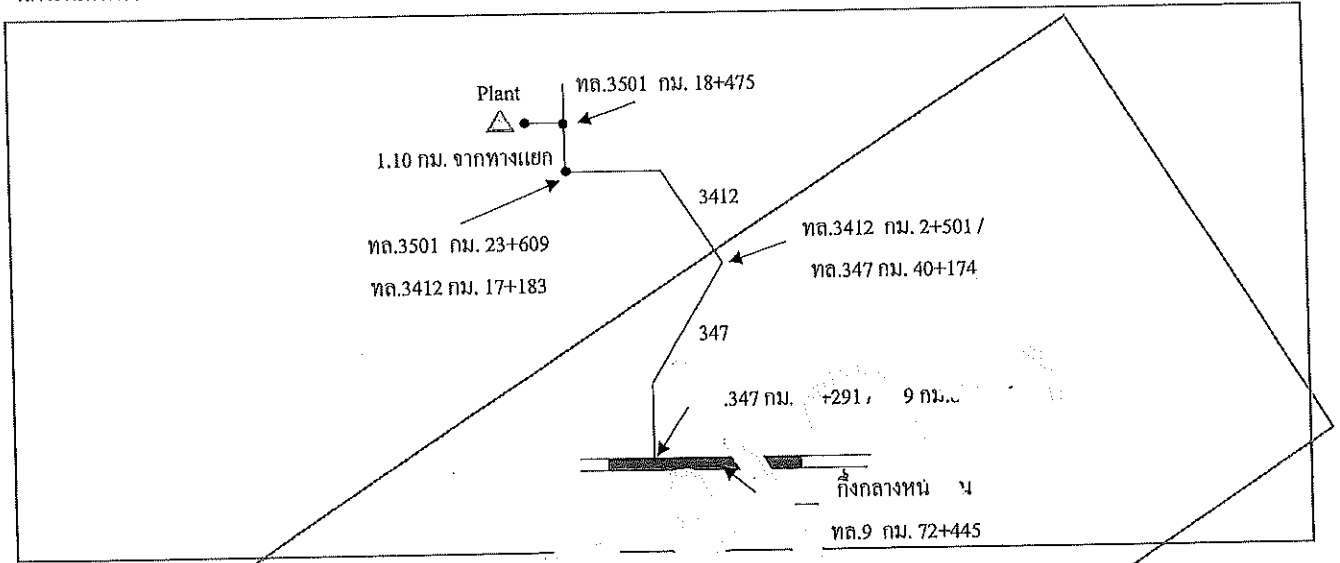 Plant
ทล.3501 กม. 18+475
1.10 กม. จากทางแยก
3412
ทล.3501 กม. 23+609
ทล.3412 กม. 17+183
ทล.3412 กม. 2+501 /
ทล.347 กม. 40+174
347
.347 กม. +291 9 กม.
กึ่งกลางหน
ทล.9 กม. 72+445